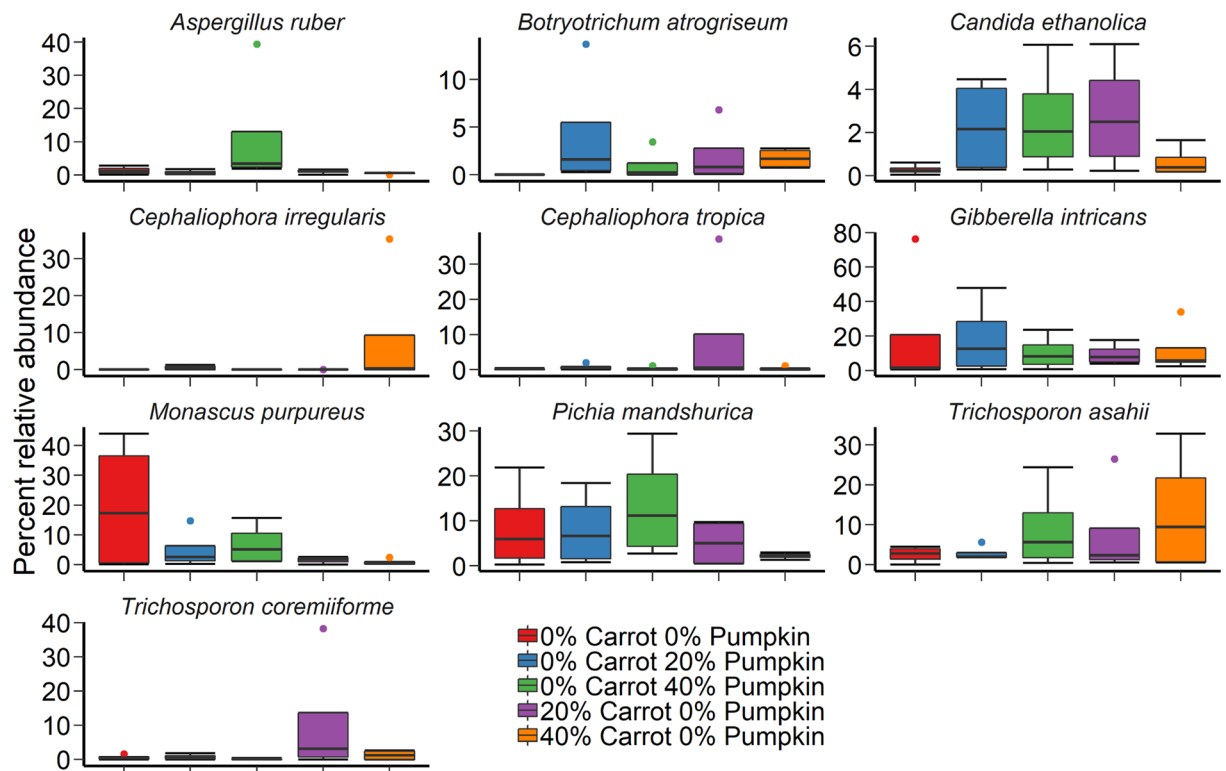 Aspergillus ruber
Botryotrichum atrogriseum
Candida ethanolica
40
30
20
10
0
10
5
0
6
4
2
0
Percent relative abundance
Cephaliophora irregularis
Cephaliophora tropica
Gibberella intricans
30
20
10
0
30
20
10
0
80
60
40
20
0
Monascus purpureus
Pichia mandshurica
Trichosporon asahii
40
30
20
10
0
30
20
10
0
30
20
10
0
Trichosporon coremiiforme
40
30
20
10
0
0% Carrot 0% Pumpkin
0% Carrot 20% Pumpkin
0% Carrot 40% Pumpkin
20% Carrot 0% Pumpkin
40% Carrot 0% Pumpkin